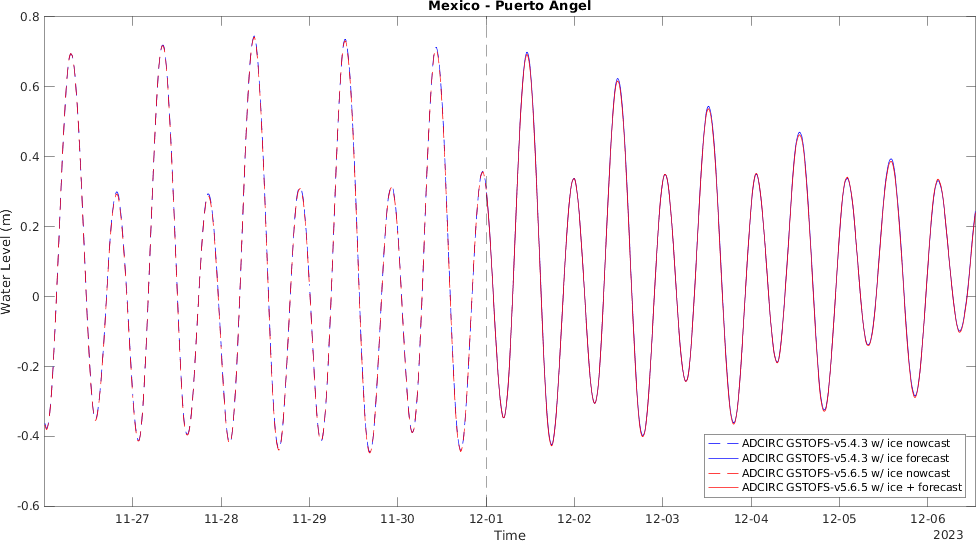 Mexico - Puerto Angel
Water Level (m)
0.8
0.6
0.4
0.2
0
-0.2
-0.4
-0.6
ADCIRC GSTOFS-v5.4.3 w/ ice nowcast
ADCIRC GSTOFS-v5.4.3 w/ ice forecast
ADCIRC GSTOFS-v5.6.5 w/ ice nowcast
ADCIRC GSTOFS-v5.6.5 w/ ice + forecast
11-27 11-28 11-29 11-30 12-01 12-02 12-03 12-04 12-05 12-06
Time
2023